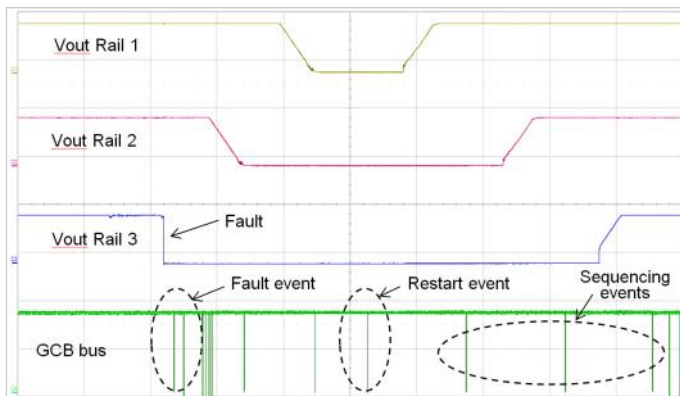 Vout Rail 1
Vout Rail 2
Fault
Vout Rail 3
Fault event
Restart event
Sequencing
events
GCB bus